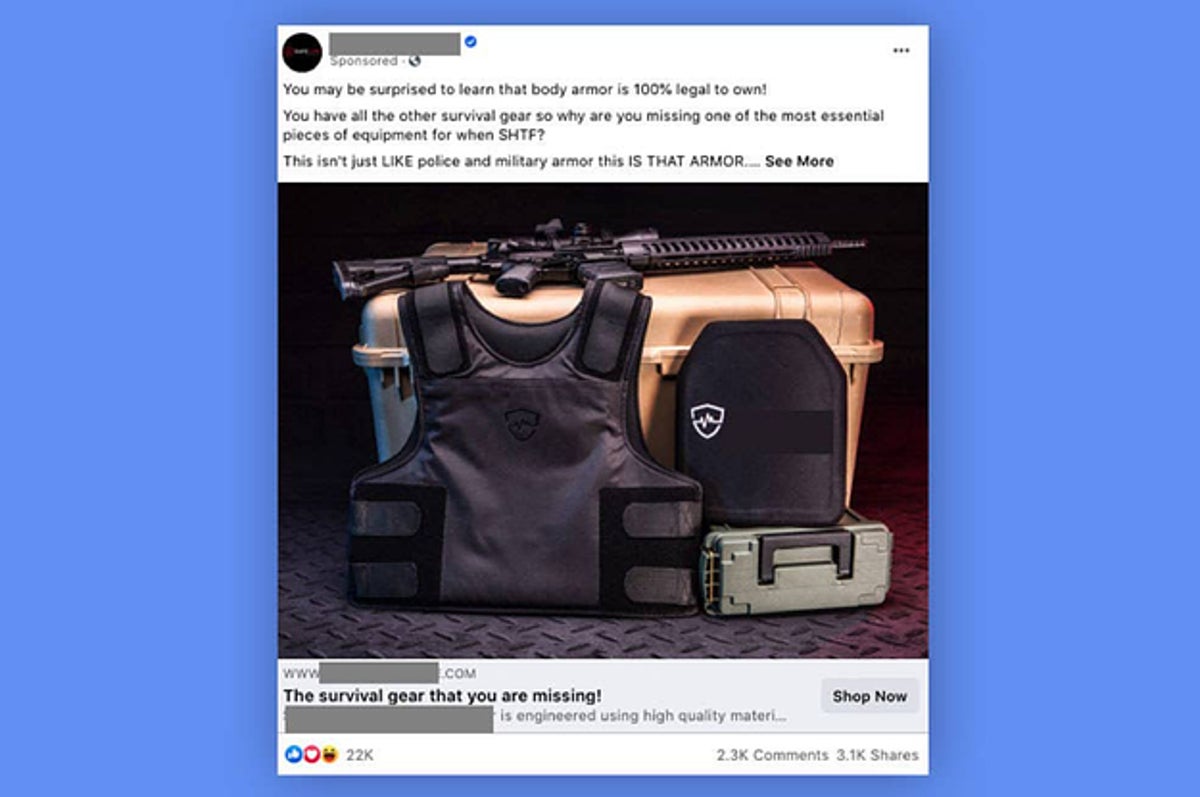 Sponsored ·
You may be surprised to learn that body armor is 100% legal to own!
You have all the other survival gear so why are you missing one of the most essential
pieces of equipment for when SHTF?
This isn't just LIKE police and military armor this IS THAT ARMOR.... See More
WWW
.COM
The survival gear that you are missing!
Shop Now
is engineered using high quality materi...
22K
2.3K Comments 3.1K Shares